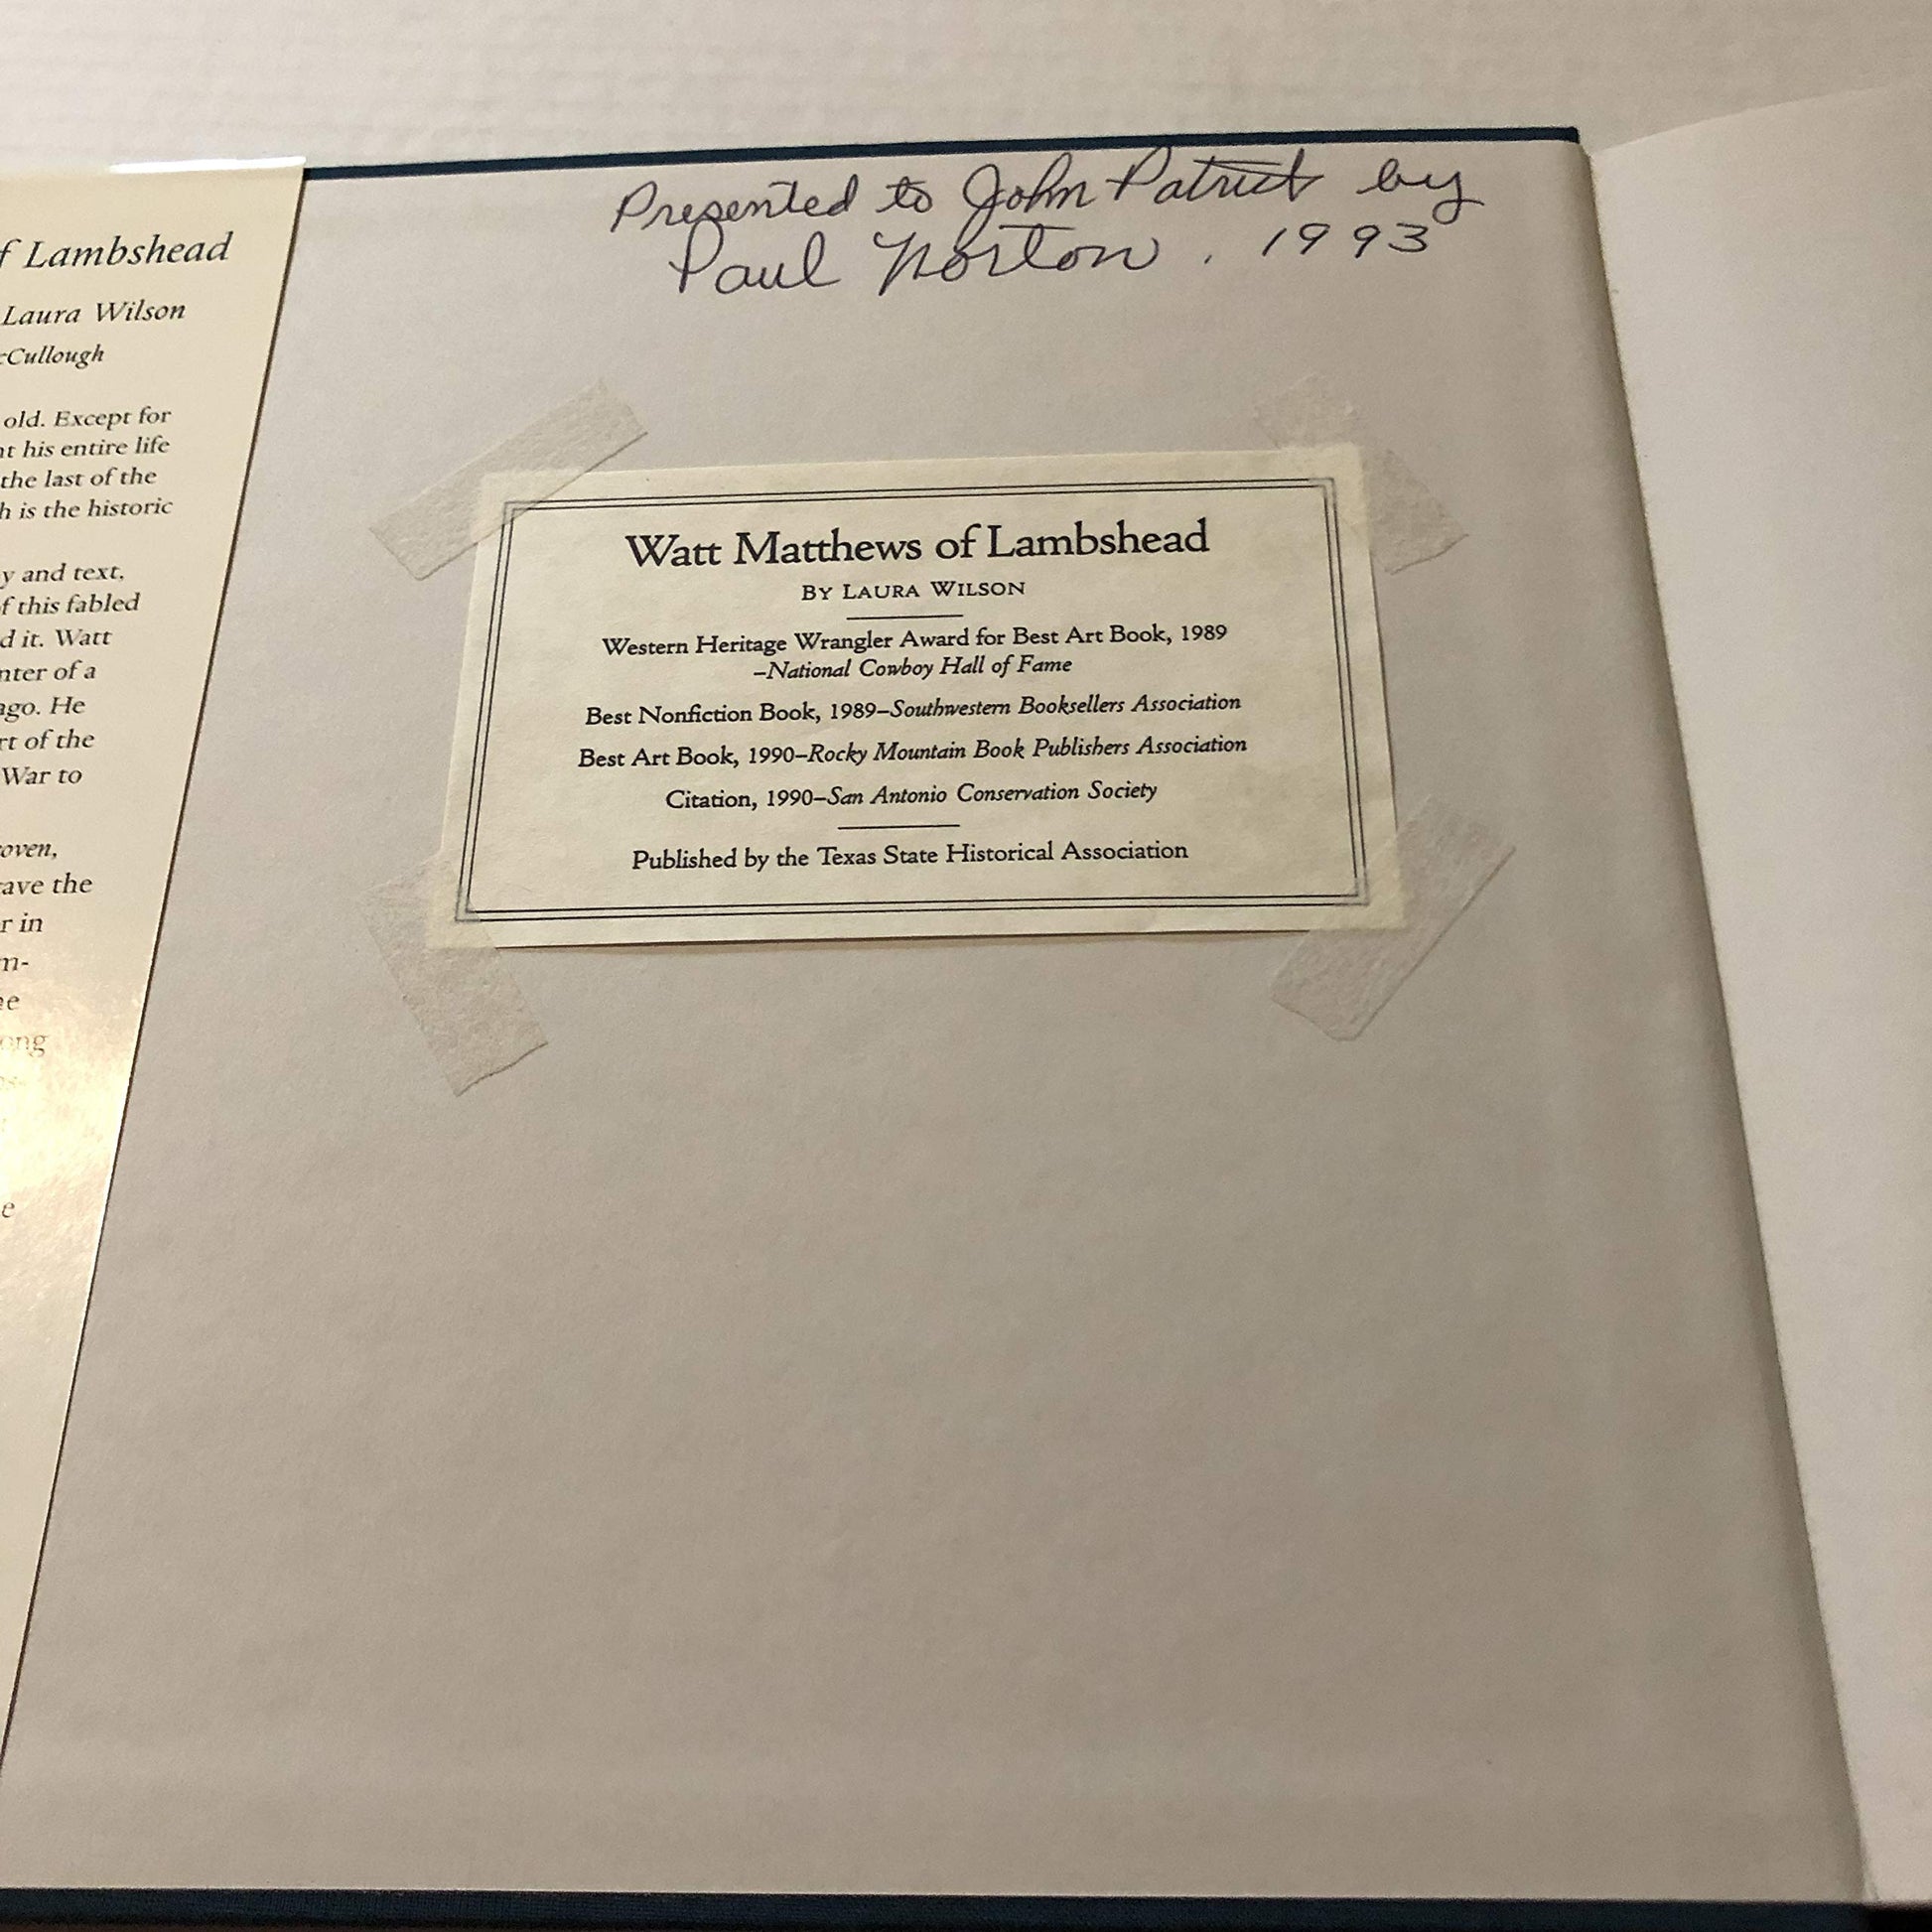 Presented to John Patrick by
Paul Norton. 1993
f Lambshead
Laura Wilson
cCullough
old. Except for
nt his entire life
the last of the
h is the historic
y and text,
f this fabled
d it. Watt
nter of a
ago. He
rt of the
War to
oven,
rave the
r in
m-
he
ong
e
Watt Matthews of Lambshead
BY LAURA WILSON
Western Heritage Wrangler Award for Best Art Book, 1989
–National Cowboy Hall of Fame
Best Nonfiction Book, 1989–Southwestern Booksellers Association
Best Art Book, 1990–Rocky Mountain Book Publishers Association
Citation, 1990–San Antonio Conservation Society
Published by the Texas State Historical Association